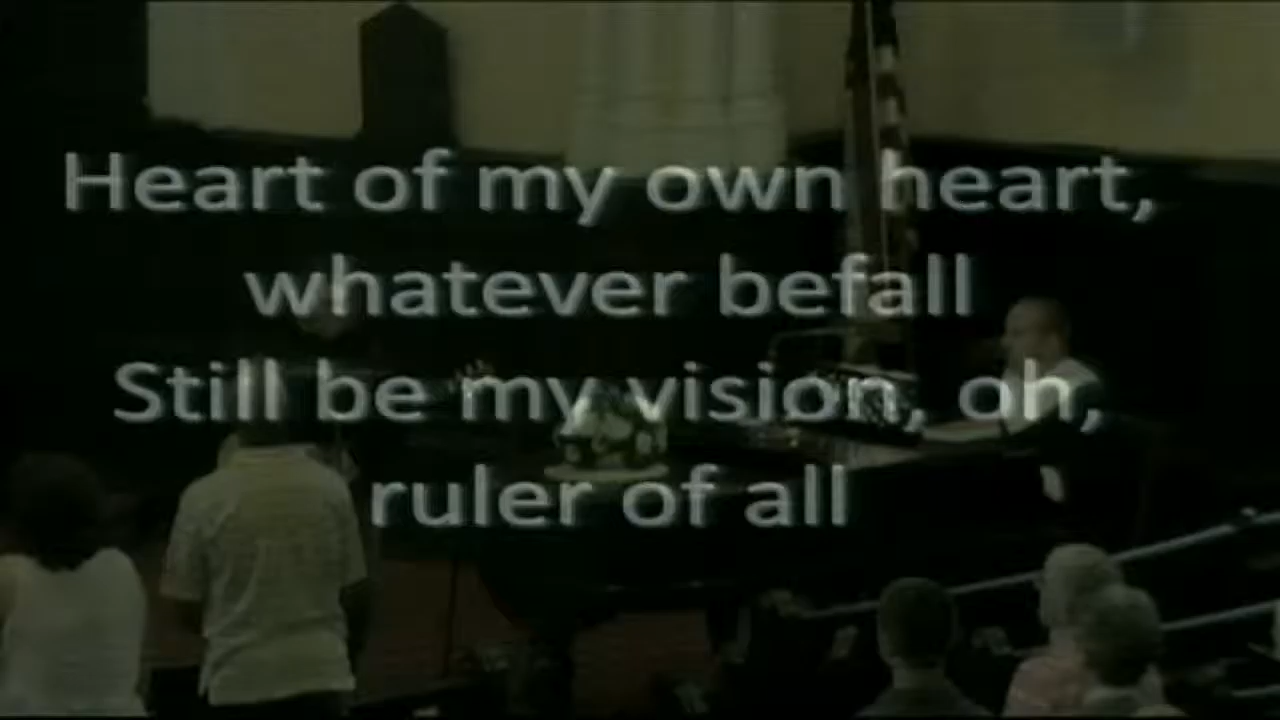 Heart of my own heart,
whatever befall
Still be my vision, oh,
ruler of all